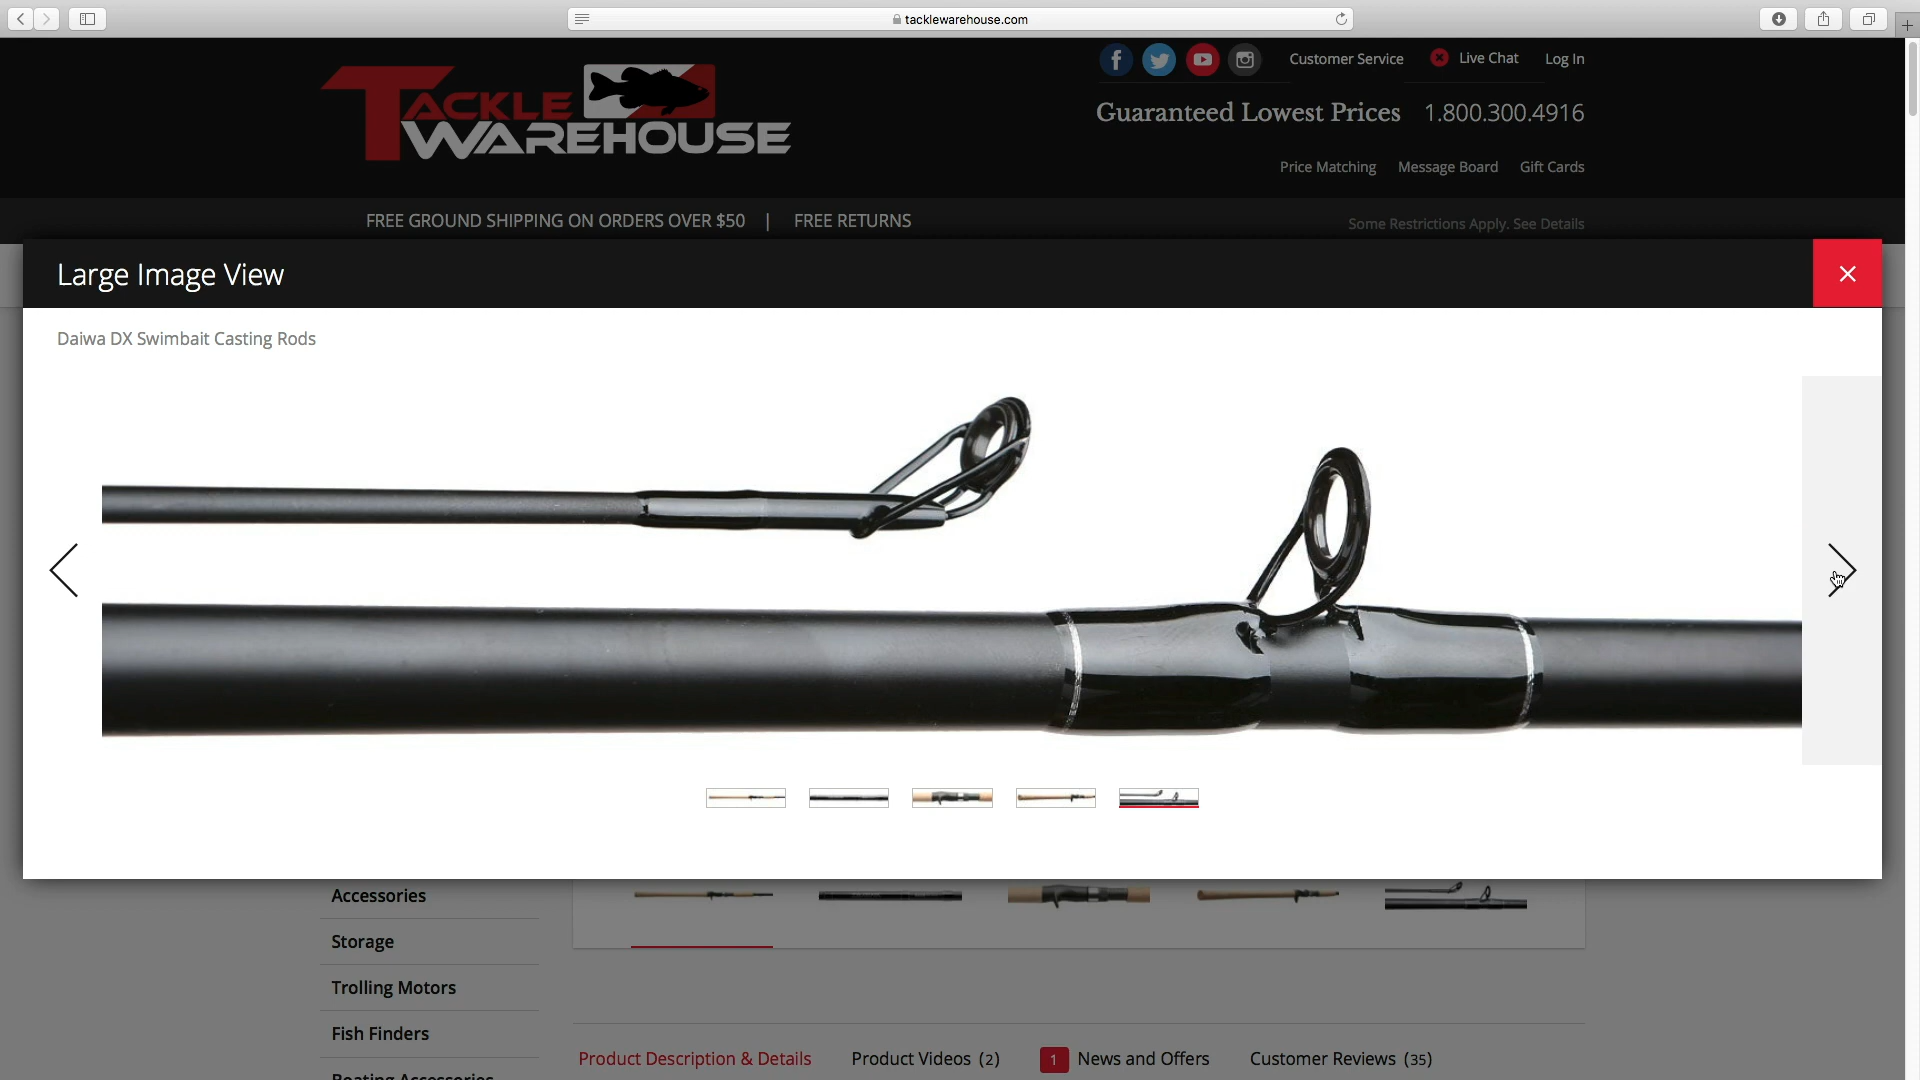 tacklewarehouse.com
Customer Service
Live Chat
Log In
TACKLE
WAREHOUSE
Guaranteed Lowest Prices 1.800.300.4916
Price Matching Message Board Gift Cards
FREE GROUND SHIPPING ON ORDERS OVER $50 | FREE RETURNS
Some Restrictions Apply. See Details
Large Image View
Daiwa DX Swimbait Casting Rods
Accessories
Storage
Trolling Motors
Fish Finders
Boating Accessories
Product Description & Details Product Videos (2) 1 News and Offers Customer Reviews (35)